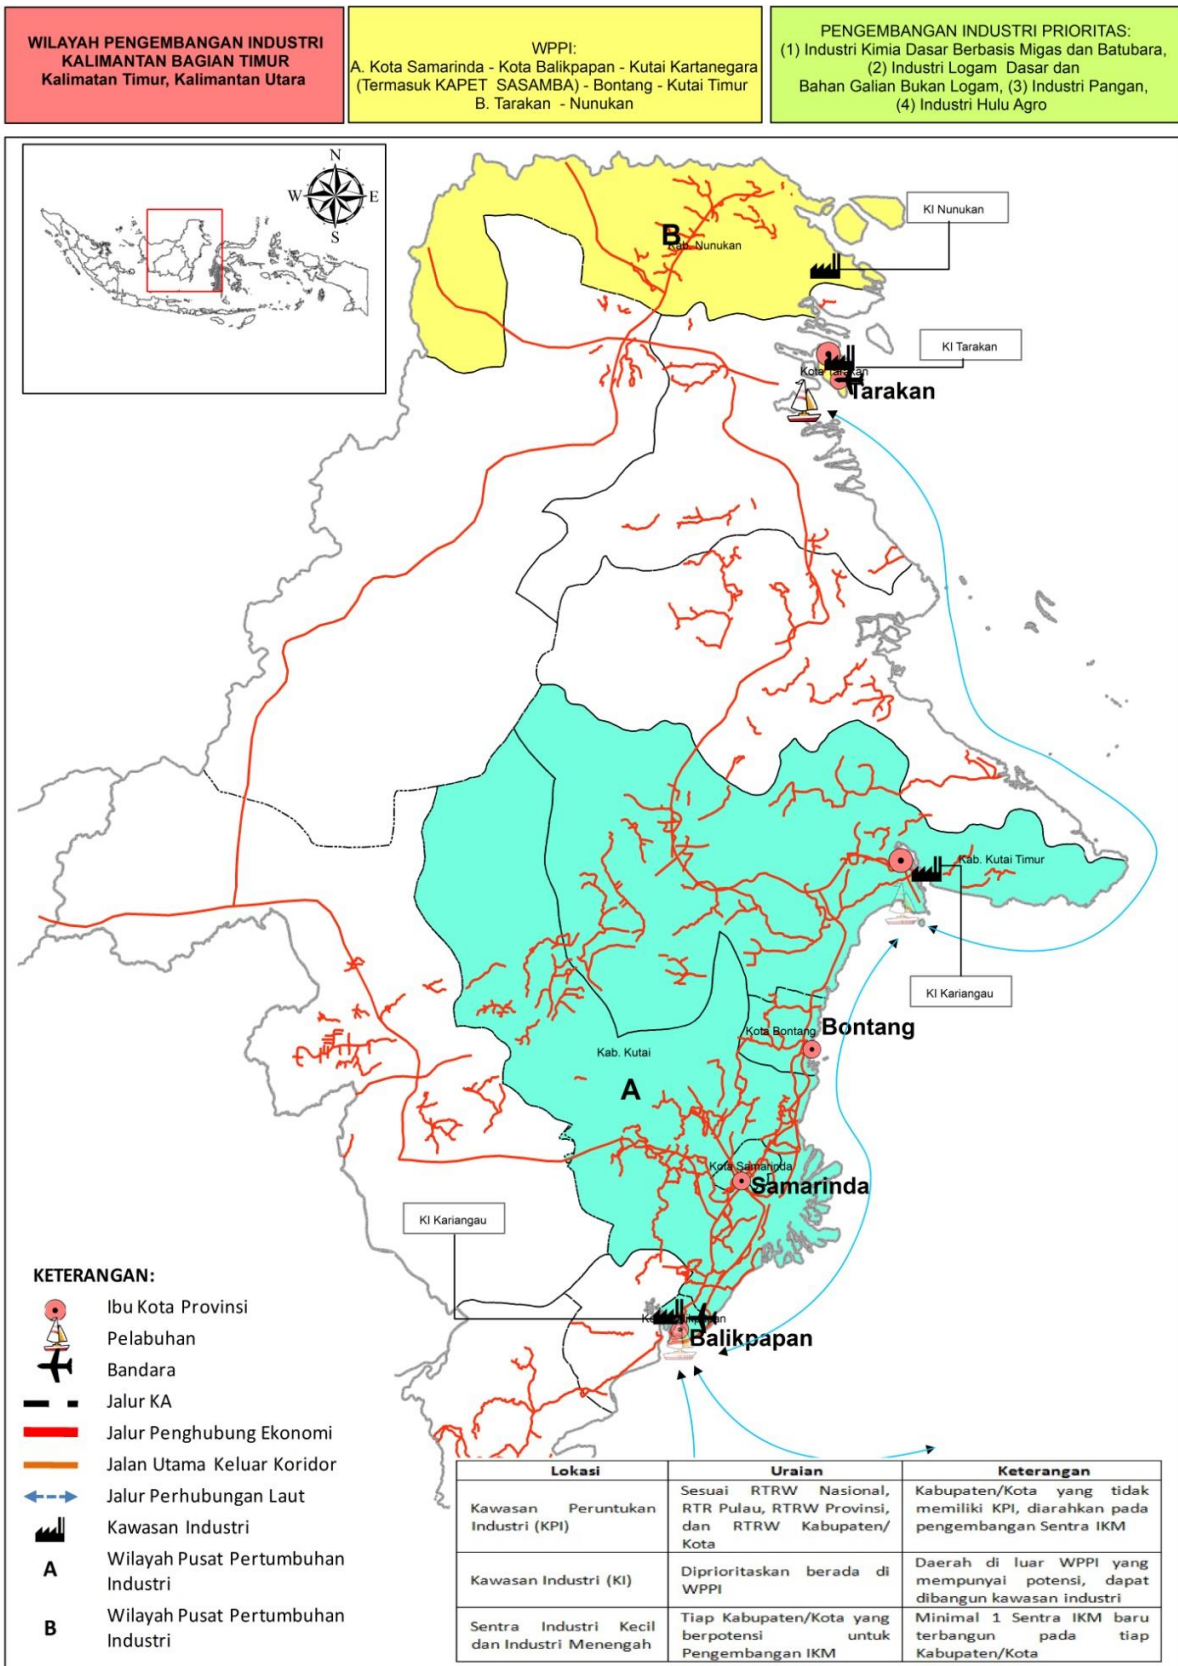 WILAYAH PENGEMBANGAN INDUSTRI
KALIMANTAN BAGIAN TIMUR
Kalimatan Timur, Kalimantan Utara
WPPI:
A. Kota Samarinda - Kota Balikpapan - Kutai Kartanegara
(Termasuk KAPET SASAMBA) - Bontang - Kutai Timur
B. Tarakan - Nunukan
PENGEMBANGAN INDUSTRI PRIORITAS:
(1) Industri Kimia Dasar Berbasis Migas dan Batubara,
(2) Industri Logam Dasar dan
Bahan Galian Bukan Logam, (3) Industri Pangan,
(4) Industri Hulu Agro
N
W E
S
KI Nunukan
B
Kab. Nunukan
KI Tarakan
Kota Tarakan
Tarakan
Kab. Kutai Timur
KI Kariangau
Bontang
Kota Bontang
Kab. Kutai
A
Kota Samarinda
Samarinda
KI Kariangau
Balikpapan
KETERANGAN:
Ibu Kota Provinsi
Pelabuhan
Bandara
Jalur KA
Jalur Penghubung Ekonomi
Jalan Utama Keluar Koridor
Jalur Perhubungan Laut
Kawasan Industri
A Wilayah Pusat Pertumbuhan
Industri
B Wilayah Pusat Pertumbuhan
Industri
Lokasi Uraian Keterangan
Kawasan Peruntukan
Industri (KPI)
Sesuai RTRW Nasional,
RTR Pulau, RTRW Provinsi,
dan RTRW Kabupaten/
Kota
Kabupaten/Kota yang tidak
memiliki KPI, diarahkan pada
pengembangan Sentra IKM
Kawasan Industri (KI)
Diprioritaskan berada di
WPPI
Daerah di luar WPPI yang
mempunyai potensi, dapat
dibangun kawasan industri
Sentra Industri Kecil
dan Industri Menengah
Tiap Kabupaten/Kota yang
berpotensi untuk
Pengembangan IKM
Minimal 1 Sentra IKM baru
terbangun pada tiap
Kabupaten/Kota